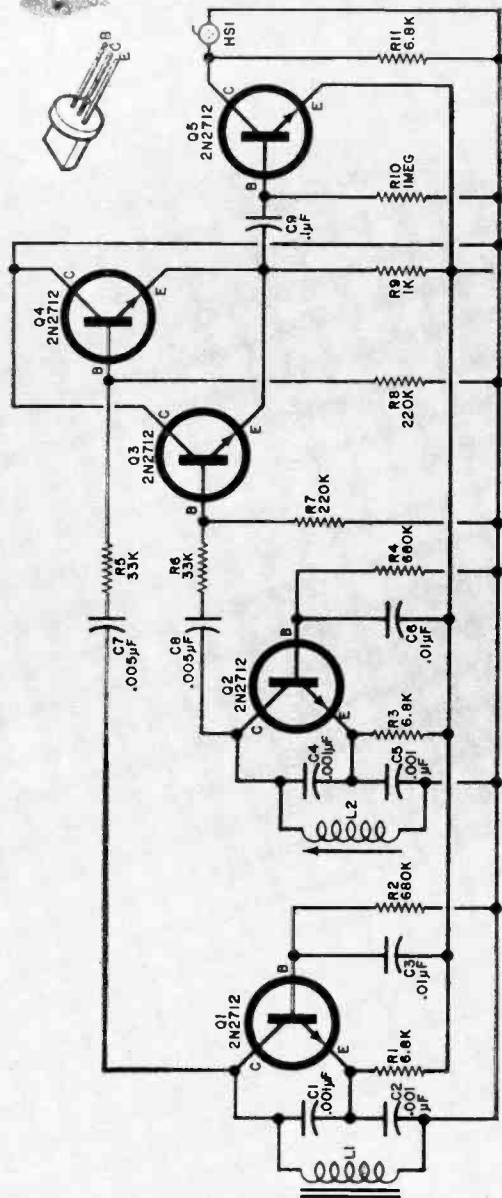 B
C
E
Q1
2N2712
C
B
E
L1
C1
.001µF
C2
.001
µF
R1
6.8K
C3
.01µF
R2
680K
C7
.005µF
R5
33K
C8
.005µF
R6
33K
Q2
2N2712
C
B
E
L2
C4
.001µF
C5
.001
µF
R3
6.8K
C6
.01µF
R4
680K
Q3
2N2712
C
B
E
R7
220K
Q4
2N2712
C
B
E
R8
220K
R9
1K
C9
.1µF
Q5
2N2712
C
B
E
R10
1MEG
HS1
R11
6.8K